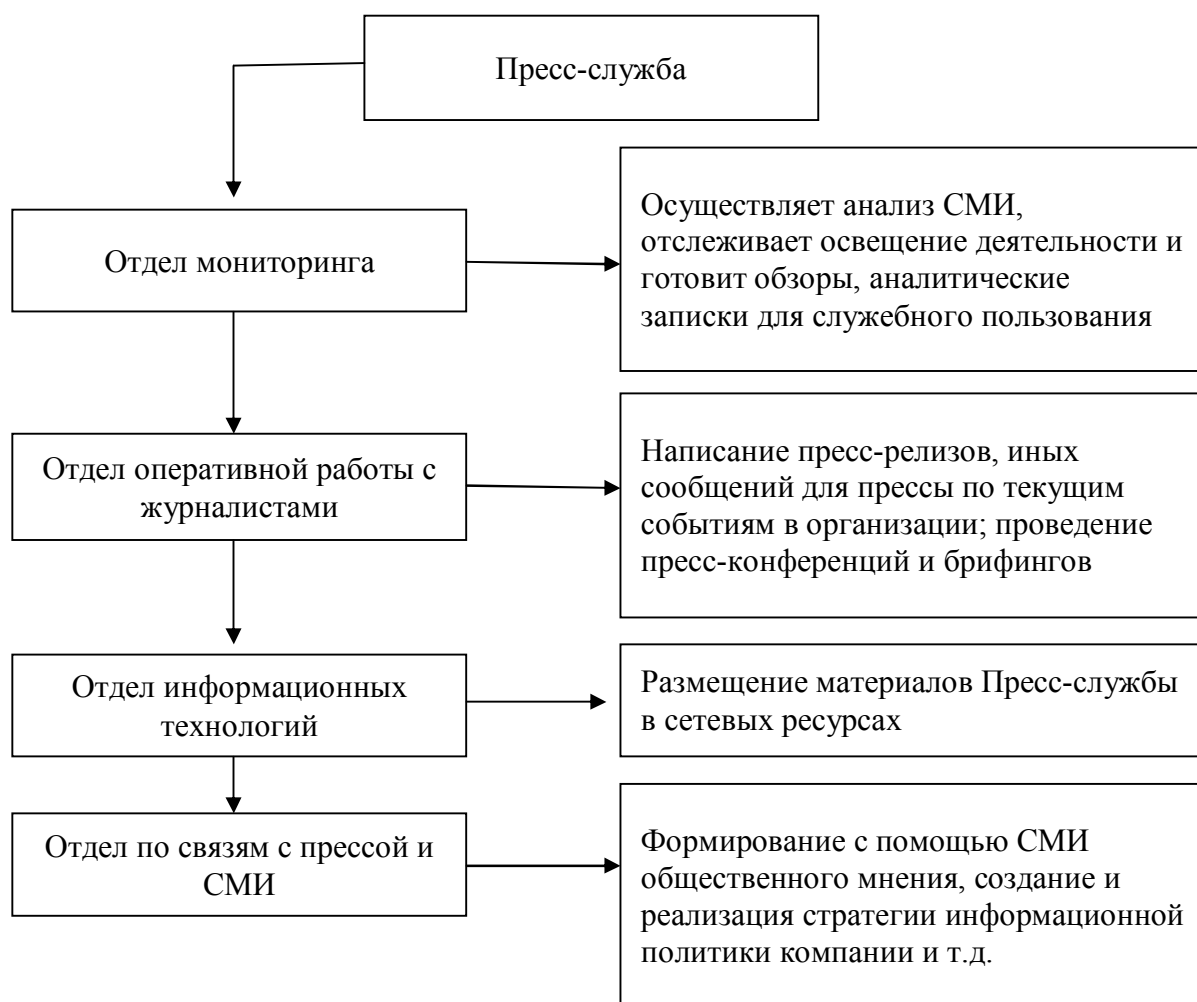 Пресс-служба
Отдел мониторинга
Осуществляет анализ СМИ,
отслеживает освещение деятельности и
готовит обзоры, аналитические
записки для служебного пользования
Отдел оперативной работы с
журналистами
Написание пресс-релизов, иных
сообщений для прессы по текущим
событиям в организации; проведение
пресс-конференций и брифингов
Отдел информационных
технологий
Размещение материалов Пресс-службы
в сетевых ресурсах
Отдел по связям с прессой и
СМИ
Формирование с помощью СМИ
общественного мнения, создание и
реализация стратегии информационной
политики компании и т.д.